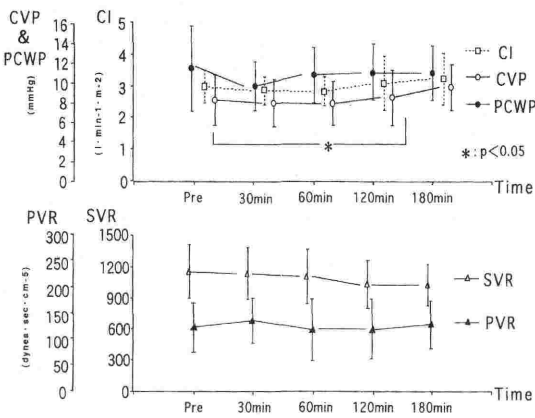 CVP
&
PCWP
(mmHg)
16
14
12
10
8
6
4
2
0
CI
(l·min-1·m-2)
5
4
3
2
1
0
CI
CVP
PCWP
*
*:p<0.05
Pre 30min 60min 120min 180min
Time
PVR
(dynes·sec·cm-5)
300
250
200
150
100
50
0
SVR
1500
1200
900
600
300
0
SVR
PVR
Pre 30min 60min 120min 180min
Time